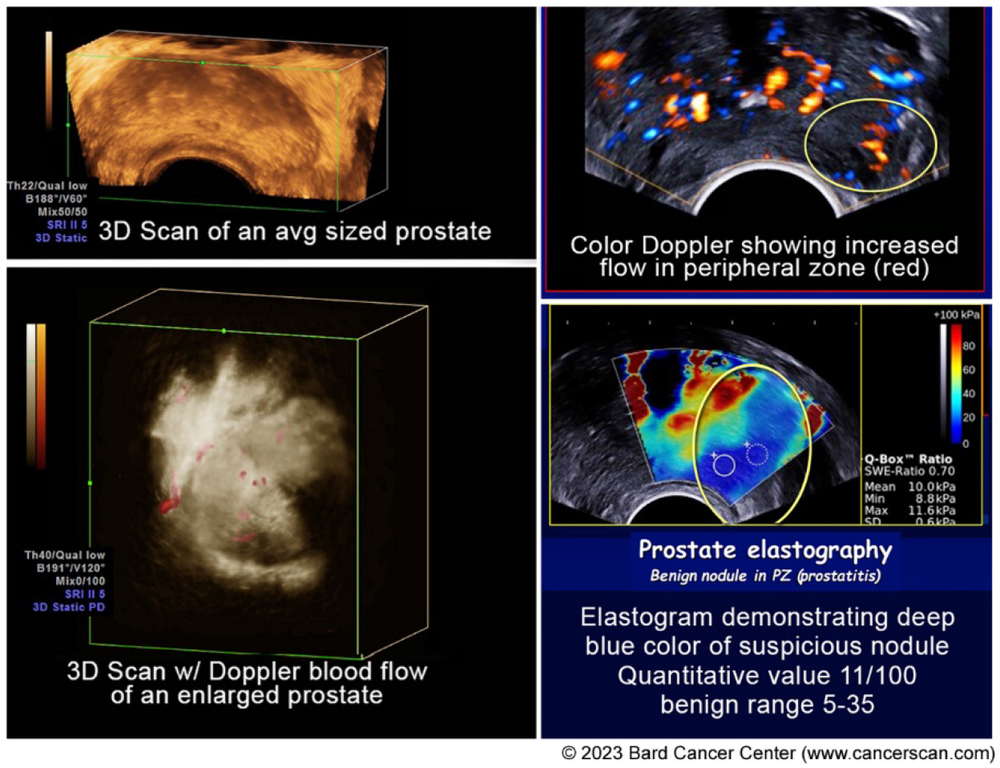 Th22/Qual low
B188°/V60°
Mix50/50
SRI II 5
3D Static
3D Scan of an avg sized prostate
Color Doppler showing increased
flow in peripheral zone (red)
Th40/Qual low
B191°/V120°
Mix0/100
SRI II 5
3D Static PD
3D Scan w/ Doppler blood flow
of an enlarged prostate
+100 kPa
80
60
40
20
0
Q-Box™ Ratio
SWE-Ratio 0.70
Mean 10.0kPa
Min 8.8kPa
Max 11.6kPa
SD 0.6kPa
Prostate elastography
Benign nodule in PZ (prostatitis)
Elastogram demonstrating deep
blue color of suspicious nodule
Quantitative value 11/100
benign range 5-35
© 2023 Bard Cancer Center (www.cancerscan.com)